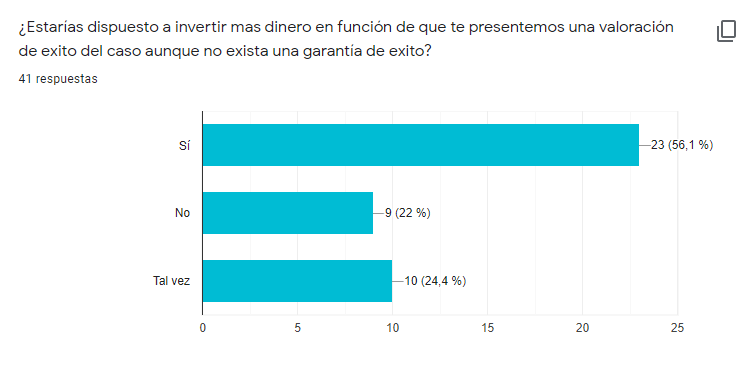 ¿Estarías dispuesto a invertir mas dinero en función de que te presentemos una valoración
de exito del caso aunque no exista una garantía de exito?
41 respuestas
Sí
23 (56,1 %)
No
9 (22 %)
Tal vez
10 (24,4 %)
0 5 10 15 20 25